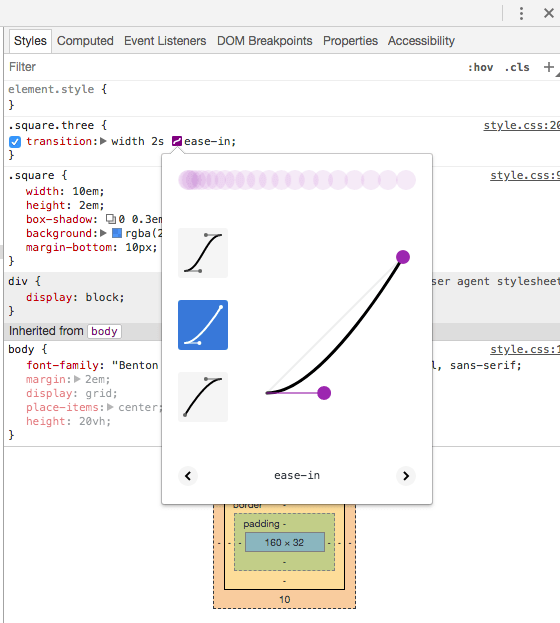 Styles Computed Event Listeners DOM Breakpoints Properties Accessibility
Filter :hov .cls +
element.style {
}
.square.three { style.css:20
transition: width 2s ease-in;
}
.square { style.css:9
width: 10em;
height: 2em;
box-shadow: 0 0.3em
background: rgba(2
margin-bottom: 10px;
}
div { ser agent stylesheet
display: block;
}
Inherited from body
body { style.css:1
font-family: "Benton l, sans-serif;
margin: 2em;
display: grid;
place-items: center;
height: 20vh;
}
ease-in
border -
padding -
- - - 160 × 32 - - -
-
-
10